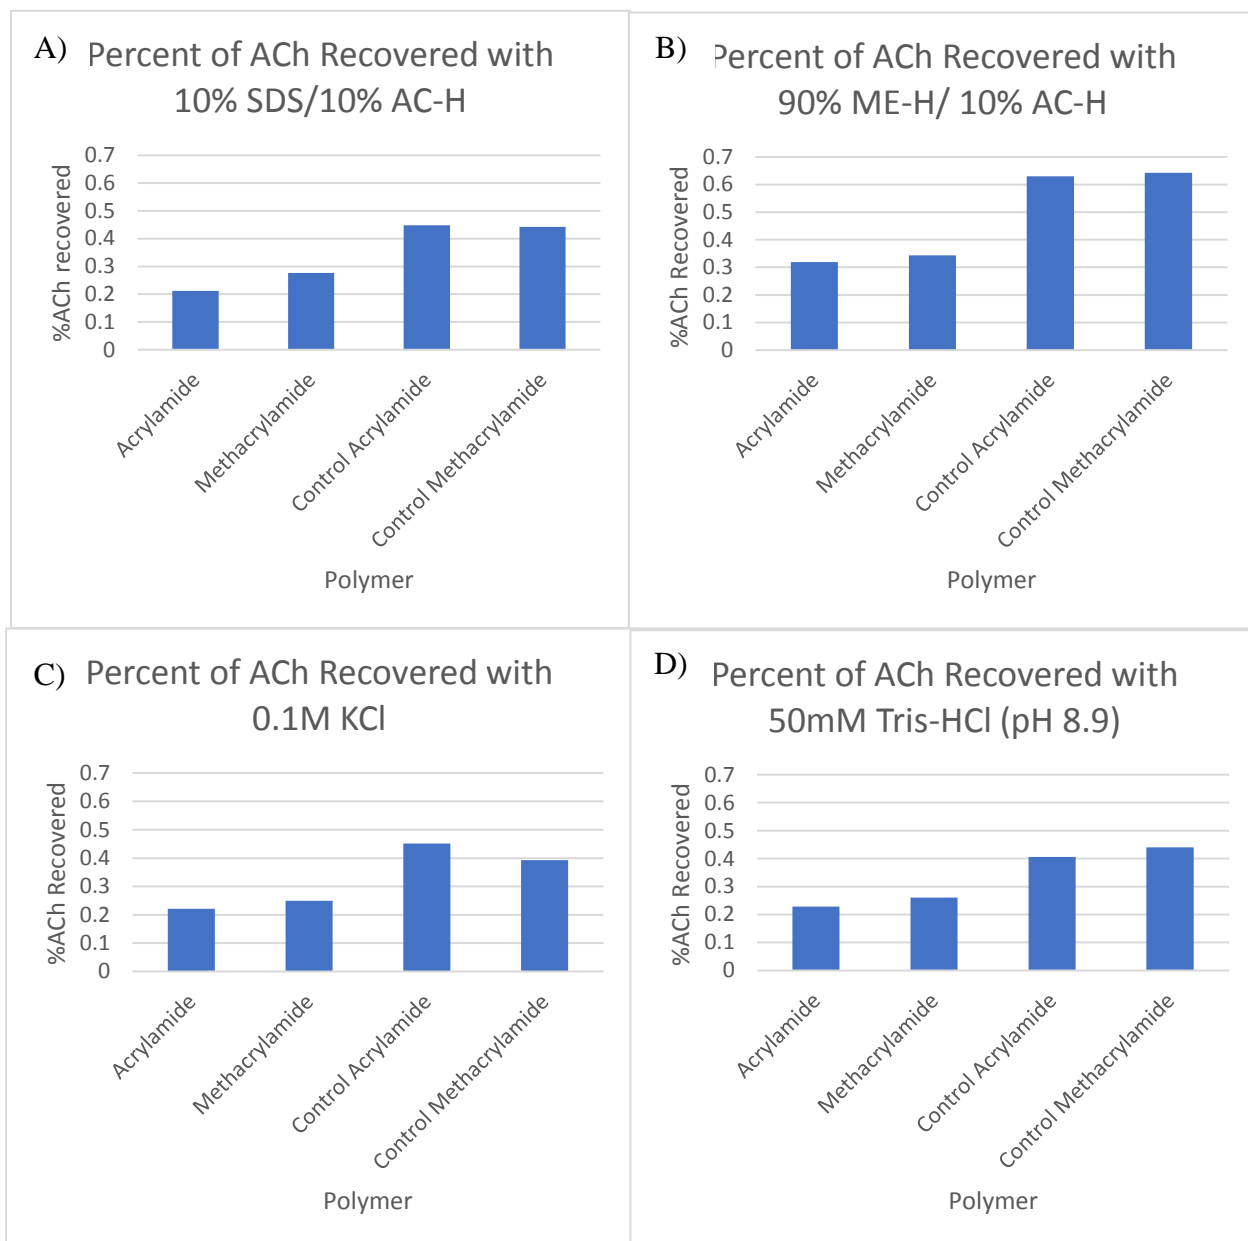 A) Percent of ACh Recovered with
10% SDS/10% AC-H
%ACh recovered
0.7
0.6
0.5
0.4
0.3
0.2
0.1
0
Acrylamide
Methacrylamide
Control Acrylamide
Control Methacrylamide
Polymer
B) Percent of ACh Recovered with
90% ME-H/ 10% AC-H
%ACh Recovered
0.7
0.6
0.5
0.4
0.3
0.2
0.1
0
Acrylamide
Methacrylamide
Control Acrylamide
Control Methacrylamide
Polymer
C) Percent of ACh Recovered with
0.1M KCl
%ACh Recovered
0.7
0.6
0.5
0.4
0.3
0.2
0.1
0
Acrylamide
Methacrylamide
Control Acrylamide
Control Methacrylamide
Polymer
D) Percent of ACh Recovered with
50mM Tris-HCl (pH 8.9)
%ACh Recovered
0.7
0.6
0.5
0.4
0.3
0.2
0.1
0
Acrylamide
Methacrylamide
Control Acrylamide
Control Methacrylamide
Polymer